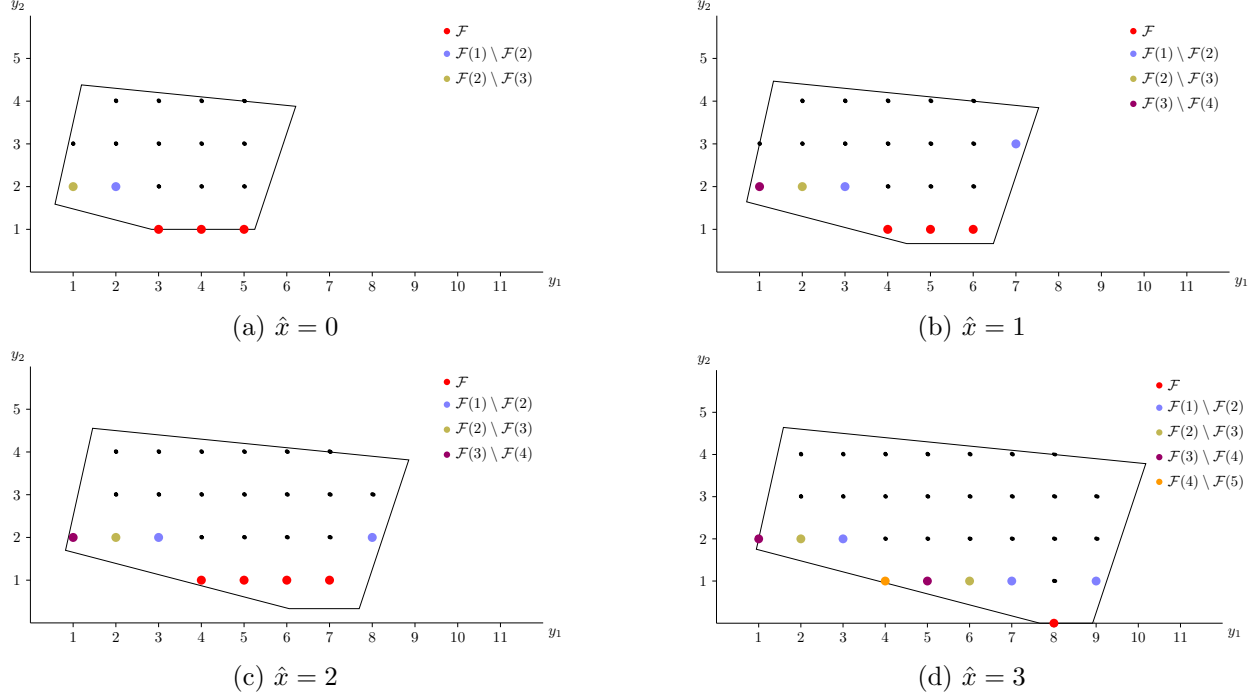 y₂
5
4
3
2
1
1 2 3 4 5 6 7 8 9 10 11 y₁
ℱ
ℱ(1) \ ℱ(2)
ℱ(2) \ ℱ(3)
(a) x̂ = 0
y₂
5
4
3
2
1
1 2 3 4 5 6 7 8 9 10 11 y₁
ℱ
ℱ(1) \ ℱ(2)
ℱ(2) \ ℱ(3)
ℱ(3) \ ℱ(4)
(b) x̂ = 1
y₂
5
4
3
2
1
1 2 3 4 5 6 7 8 9 10 11 y₁
ℱ
ℱ(1) \ ℱ(2)
ℱ(2) \ ℱ(3)
ℱ(3) \ ℱ(4)
(c) x̂ = 2
y₂
5
4
3
2
1
1 2 3 4 5 6 7 8 9 10 11 y₁
ℱ
ℱ(1) \ ℱ(2)
ℱ(2) \ ℱ(3)
ℱ(3) \ ℱ(4)
ℱ(4) \ ℱ(5)
(d) x̂ = 3